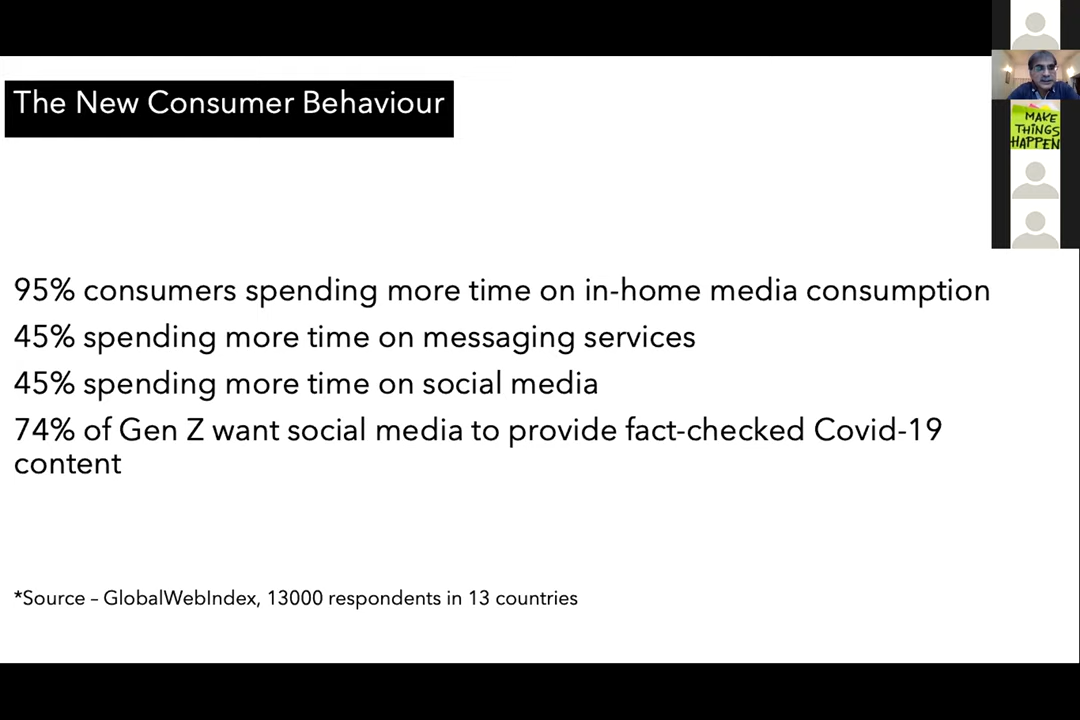 The New Consumer Behaviour
MAKE
THINGS
HAPPEN
95% consumers spending more time on in-home media consumption
45% spending more time on messaging services
45% spending more time on social media
74% of Gen Z want social media to provide fact-checked Covid-19
content
*Source – GlobalWebIndex, 13000 respondents in 13 countries